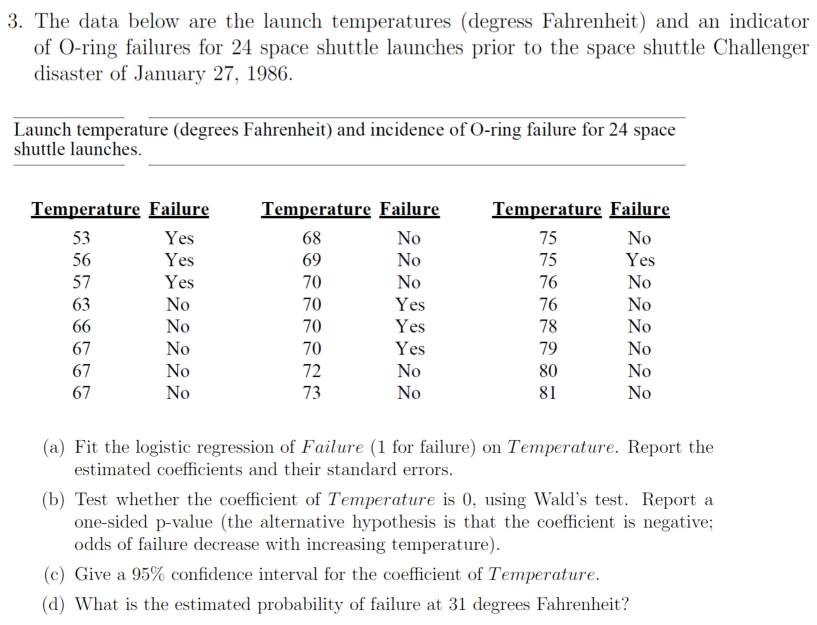 3. The data below are the launch temperatures (degress Fahrenheit) and an indicator
of O-ring failures for 24 space shuttle launches prior to the space shuttle Challenger
disaster of January 27, 1986.
Launch temperature (degrees Fahrenheit) and incidence of O-ring failure for 24 space
shuttle launches.
Temperature Failure Temperature Failure Temperature Failure
53 Yes 68 No 75 No
56 Yes 69 No 75 Yes
57 Yes 70 No 76 No
63 No 70 Yes 76 No
66 No 70 Yes 78 No
67 No 70 Yes 79 No
67 No 72 No 80 No
67 No 73 No 81 No
(a) Fit the logistic regression of Failure (1 for failure) on Temperature. Report the
estimated coefficients and their standard errors.
(b) Test whether the coefficient of Temperature is 0, using Wald's test. Report a
one-sided p-value (the alternative hypothesis is that the coefficient is negative;
odds of failure decrease with increasing temperature).
(c) Give a 95% confidence interval for the coefficient of Temperature.
(d) What is the estimated probability of failure at 31 degrees Fahrenheit?